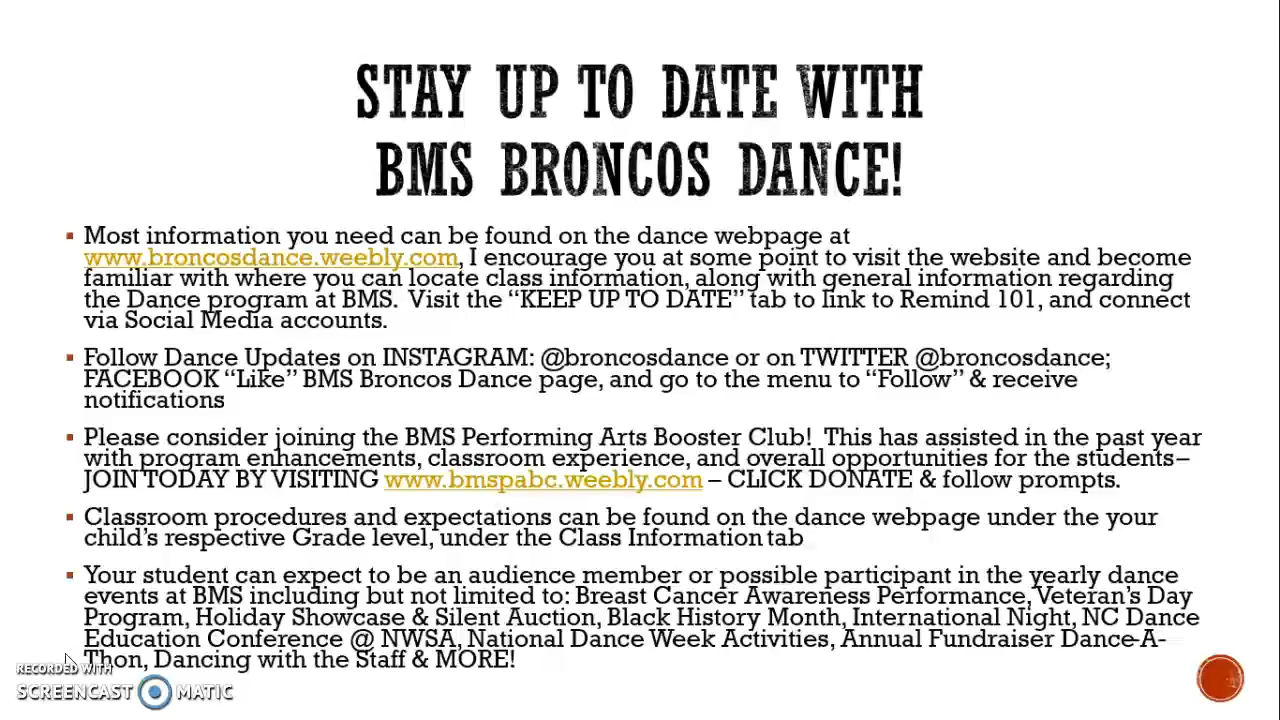 STAY UP TO DATE WITH
BMS BRONCOS DANCE!
▪ Most information you need can be found on the dance webpage at
www.broncosdance.weebly.com, I encourage you at some point to visit the website and become
familiar with where you can locate class information, along with general information regarding
the Dance program at BMS. Visit the “KEEP UP TO DATE” tab to link to Remind 101, and connect
via Social Media accounts.
▪ Follow Dance Updates on INSTAGRAM: @broncosdance or on TWITTER @broncosdance;
FACEBOOK “Like” BMS Broncos Dance page, and go to the menu to “Follow” & receive
notifications
▪ Please consider joining the BMS Performing Arts Booster Club! This has assisted in the past year
with program enhancements, classroom experience, and overall opportunities for the students–
JOIN TODAY BY VISITING www.bmspabc.weebly.com – CLICK DONATE & follow prompts.
▪ Classroom procedures and expectations can be found on the dance webpage under the your
child’s respective Grade level, under the Class Information tab
▪ Your student can expect to be an audience member or possible participant in the yearly dance
events at BMS including but not limited to: Breast Cancer Awareness Performance, Veteran’s Day
Program, Holiday Showcase & Silent Auction, Black History Month, International Night, NC Dance
Education Conference @ NWSA, National Dance Week Activities, Annual Fundraiser Dance-A-
Thon, Dancing with the Staff & MORE!
RECORDED WITH
SCREENCAST MATIC